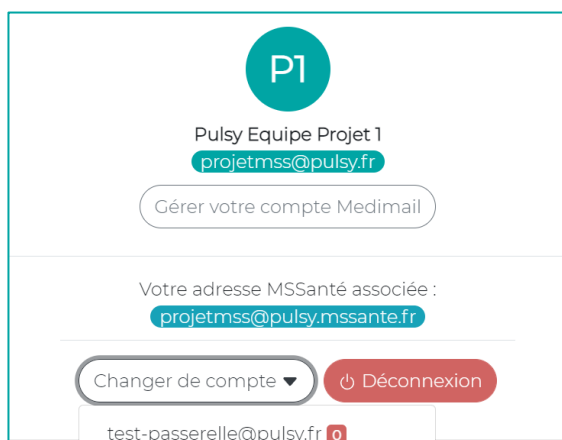 P1
Pulsy Equipe Projet 1
projetmss@pulsy.fr
Gérer votre compte Medimail
Votre adresse MSSanté associée :
projetmss@pulsy.mssante.fr
Changer de compte
Déconnexion
test-passerelle@pulsy.fr 0